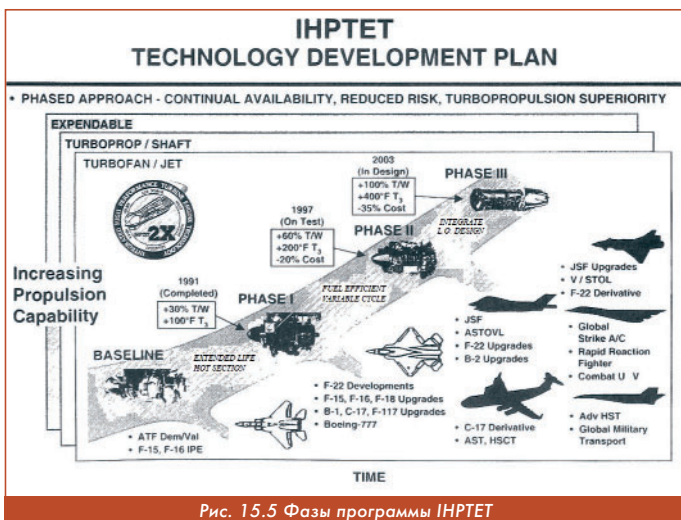 IHPTET
TECHNOLOGY DEVELOPMENT PLAN
• PHASED APPROACH - CONTINUAL AVAILABILITY, REDUCED RISK, TURBOPROPULSION SUPERIORITY
EXPENDABLE
TURBOPROP / SHAFT
TURBOFAN / JET
2X
Increasing
Propulsion
Capability
BASELINE
• ATF Dem/Val
• F-15, F-16 IPE
1991
(Completed)
+30% T/W
+100°F T3
PHASE I
EXTENDED LIFE
HOT SECTION
• F-22 Developments
• F-15, F-16, F-18 Upgrades
• B-1, C-17, F-117 Upgrades
• Boeing-777
1997
(On Test)
+60% T/W
+200°F T3
-20% Cost
PHASE II
FUEL EFFICIENT
VARIABLE CYCLE
• JSF
• ASTOVL
• F-22 Upgrades
• B-2 Upgrades
• C-17 Derivative
• AST, HSCT
2003
(In Design)
+100% T/W
+400°F T3
-35% Cost
PHASE III
INTEGRATE
L.O. DESIGN
• JSF Upgrades
• V / STOL
• F-22 Derivative
• Global
Strike A/C
• Rapid Reaction
Fighter
• Combat U V
• Adv HST
• Global Military
Transport
TIME
Рис. 15.5 Фазы программы IHPTET